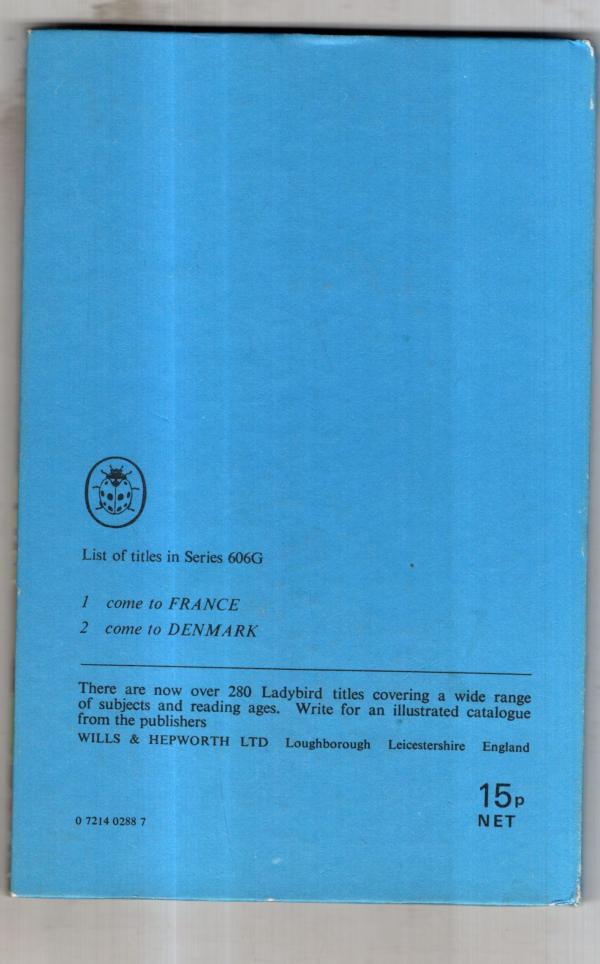 List of titles in Series 606G
1 come to FRANCE
2 come to DENMARK
There are now over 280 Ladybird titles covering a wide range
of subjects and reading ages. Write for an illustrated catalogue
from the publishers
WILLS & HEPWORTH LTD Loughborough Leicestershire England
15p
NET
0 7214 0288 7